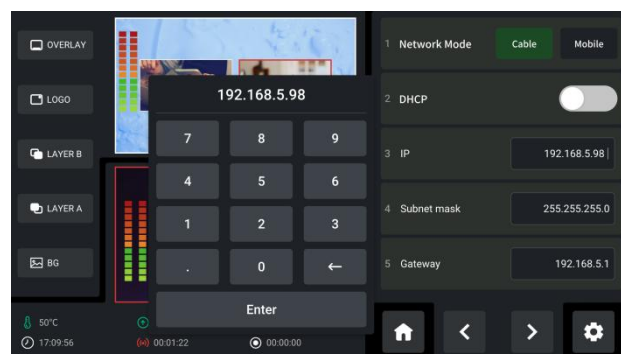 OVERLAY
LOGO
LAYER B
LAYER A
BG
50°C
17:09:56
00:01:22
00:00:00
192.168.5.98
7 8 9
4 5 6
1 2 3
. 0 ←
Enter
1 Network Mode Cable Mobile
2 DHCP
3 IP 192.168.5.98
4 Subnet mask 255.255.255.0
5 Gateway 192.168.5.1